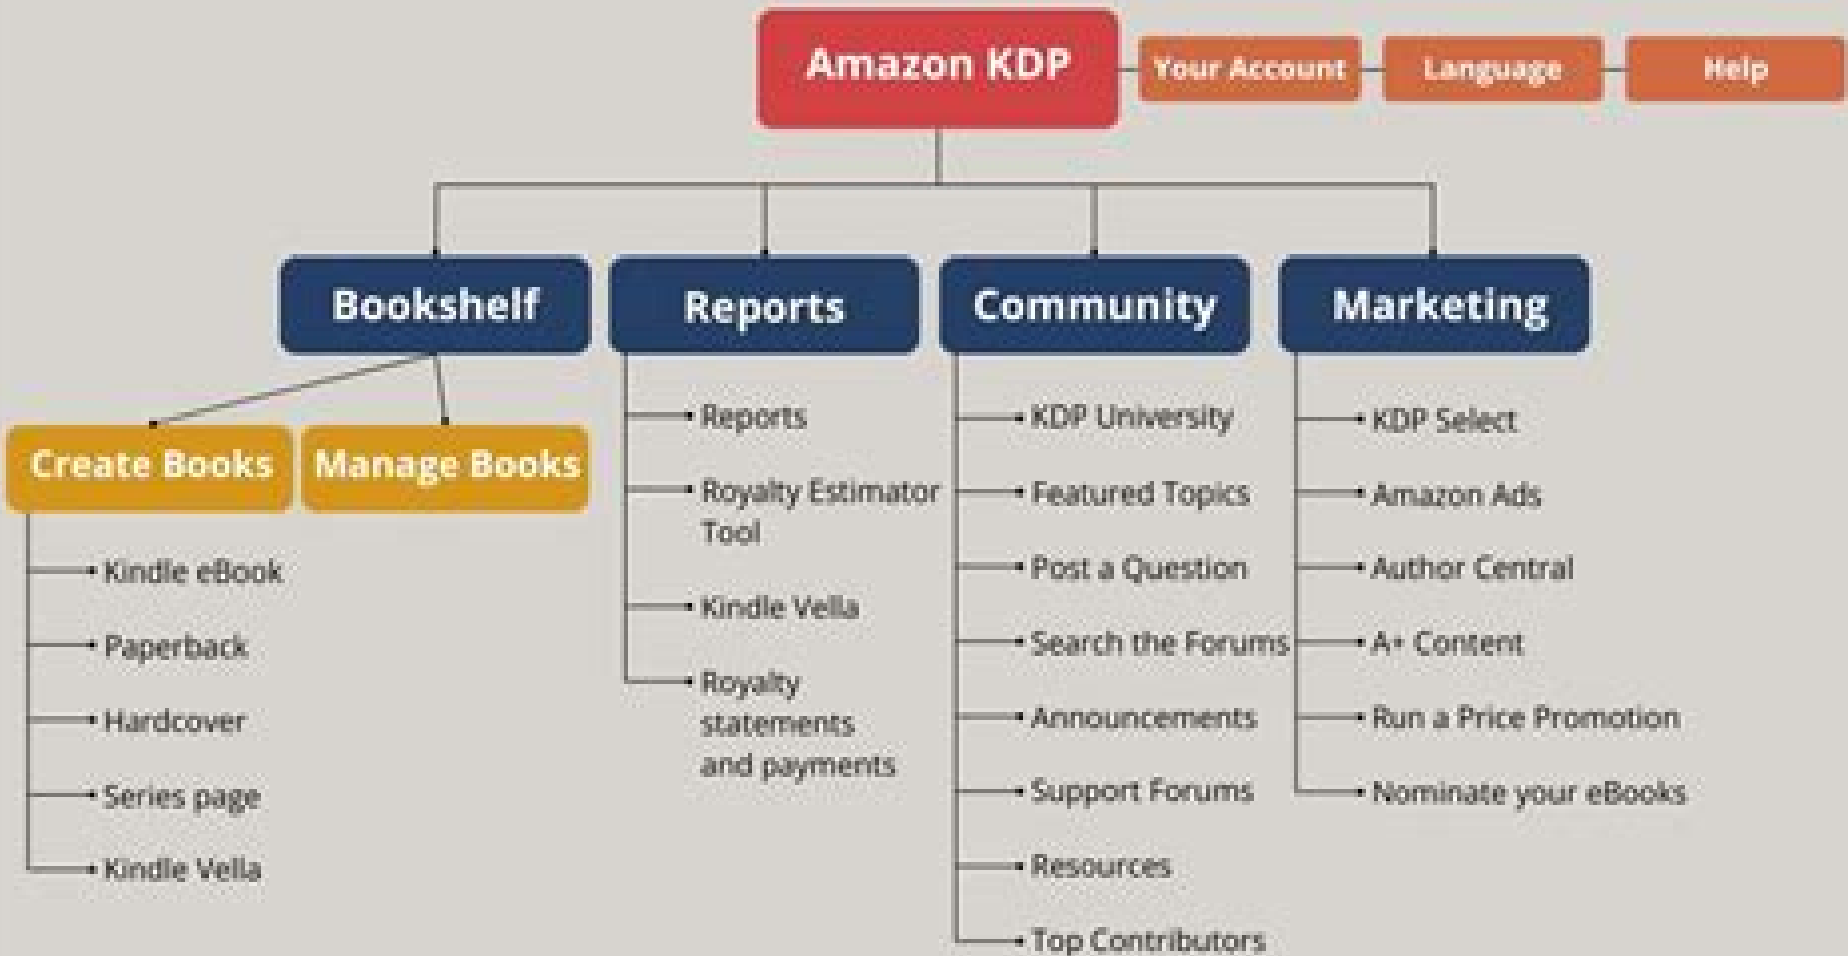 Amazon KDP
Your Account
Language
Help
Bookshelf
Reports
Community
Marketing
Create Books
Manage Books
Kindle eBook
Paperback
Hardcover
Series page
Kindle Vella
Reports
Royalty Estimator
Tool
Kindle Vella
Royalty
statements
and payments
KDP University
Featured Topics
Post a Question
Search the Forums
Announcements
Support Forums
Resources
Top Contributors
KDP Select
Amazon Ads
Author Central
A+ Content
Run a Price Promotion
Nominate your eBooks